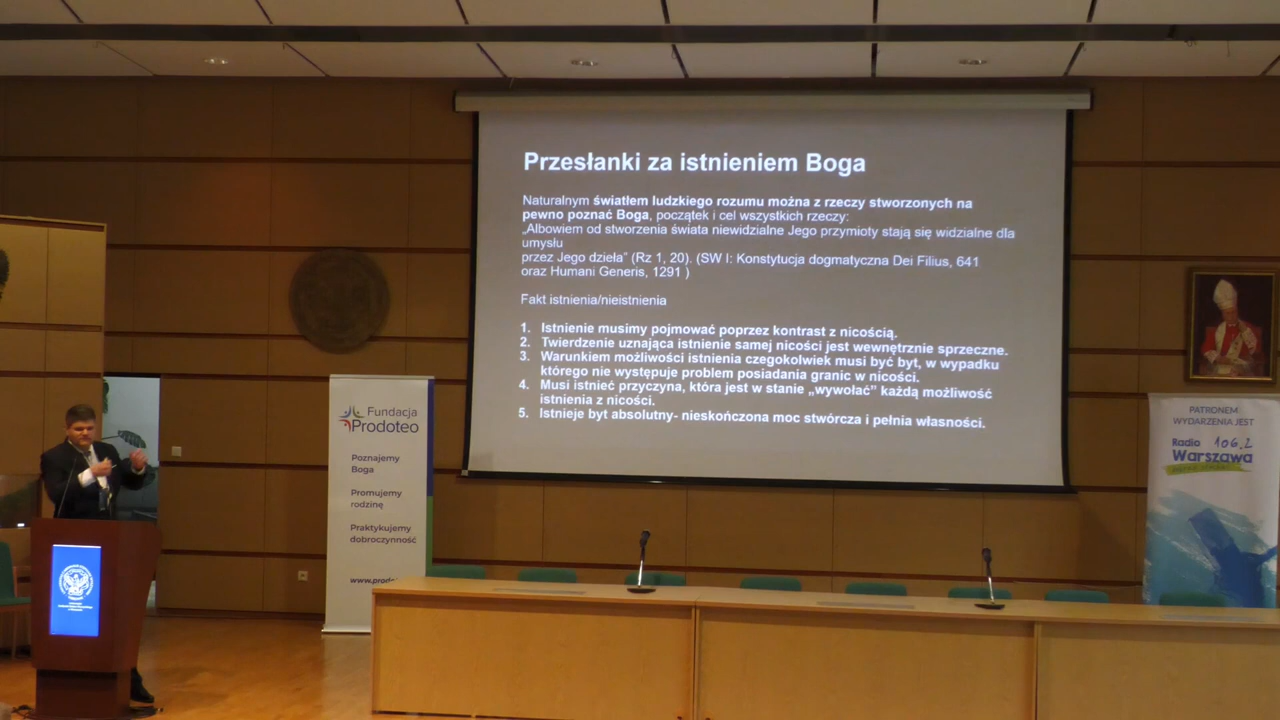 Przesłanki za istnieniem Boga
Naturalnym światłem ludzkiego rozumu można z rzeczy stworzonych na
pewno poznać Boga, początek i cel wszystkich rzeczy:
„Albowiem od stworzenia świata niewidzialne Jego przymioty stają się widzialne dla
umysłu
przez Jego dzieła" (Rz 1, 20). (SW I: Konstytucja dogmatyczna Dei Filius, 641
oraz Humani Generis, 1291 )
Fakt istnienia/nieistnienia
1. Istnienie musimy pojmować poprzez kontrast z nicością.
2. Twierdzenie uznająca istnienie samej nicości jest wewnętrznie sprzeczne.
3. Warunkiem możliwości istnienia czegokolwiek musi być byt, w wypadku
którego nie występuje problem posiadania granic w nicości.
4. Musi istnieć przyczyna, która jest w stanie „wywołać" każdą możliwość
istnienia z nicości.
5. Istnieje byt absolutny- nieskończona moc stwórcza i pełnia własności.
Fundacja
Prodoteo
Poznajemy
Boga
Promujemy
rodzinę
Praktykujemy
dobroczynność
PATRONEM
WYDARZENIA JEST
Radio 106,2
Warszawa